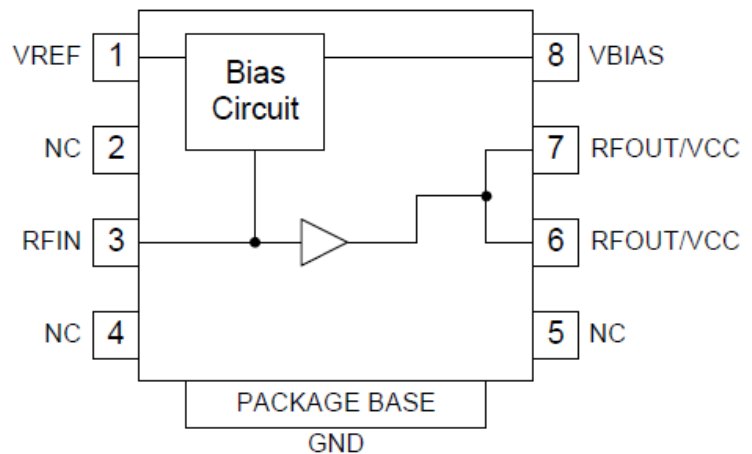 VREF 1
Bias
Circuit
8 VBIAS
NC 2
7 RFOUT/VCC
RFIN 3
6 RFOUT/VCC
NC 4
5 NC
PACKAGE BASE
GND